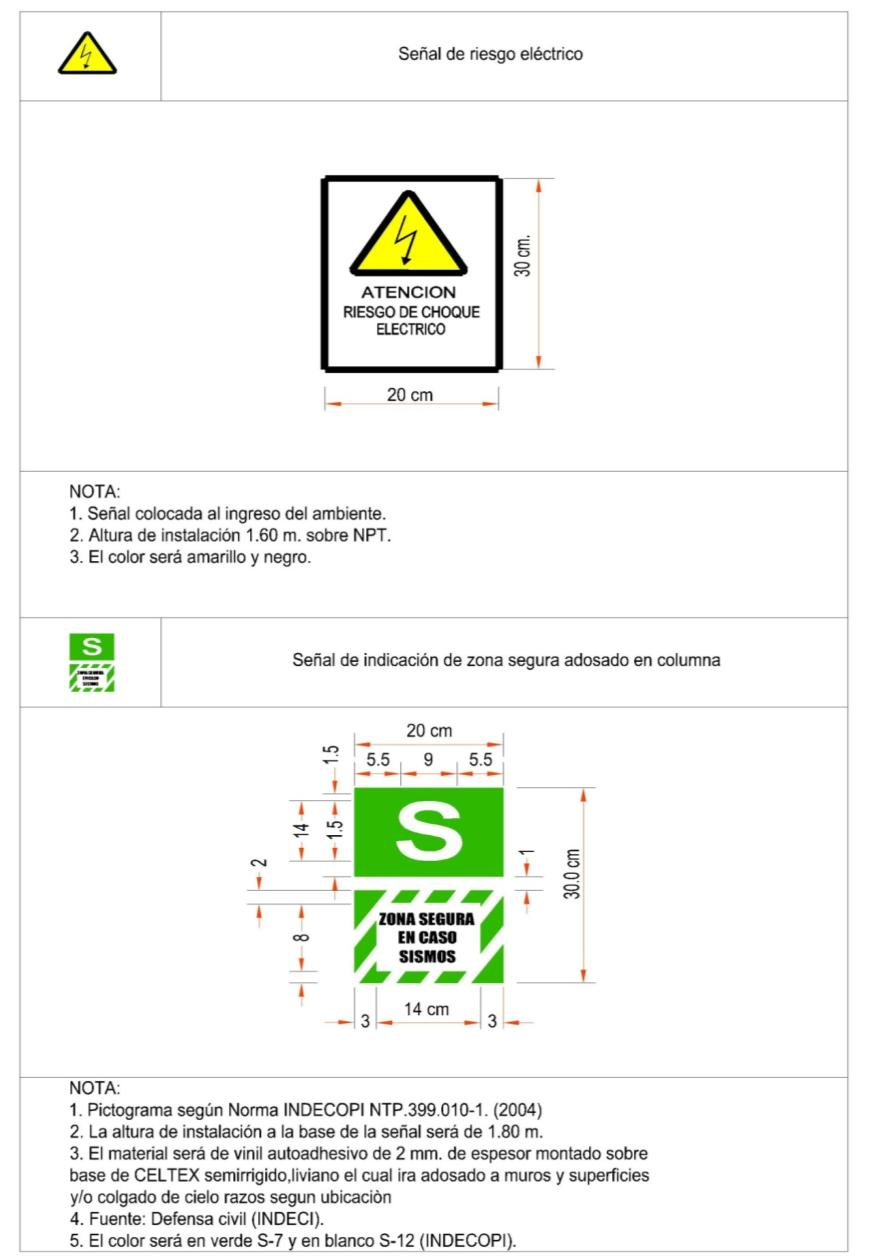 Señal de riesgo eléctrico
ATENCION
RIESGO DE CHOQUE
ELECTRICO
30 cm.
20 cm
NOTA:
1. Señal colocada al ingreso del ambiente.
2. Altura de instalación 1.60 m. sobre NPT.
3. El color será amarillo y negro.
S
ZONA SEGURA
EN CASO
SISMOS
Señal de indicación de zona segura adosado en columna
20 cm
1.5
5.5
9
5.5
S
14
1.5
1
2
30.0 cm
ZONA SEGURA
EN CASO
SISMOS
8
14 cm
3
3
NOTA:
1. Pictograma según Norma INDECOPI NTP.399.010-1. (2004)
2. La altura de instalación a la base de la señal será de 1.80 m.
3. El material será de vinil autoadhesivo de 2 mm. de espesor montado sobre
base de CELTEX semirrigido,liviano el cual ira adosado a muros y superficies
y/o colgado de cielo razos segun ubicaciòn
4. Fuente: Defensa civil (INDECI).
5. El color será en verde S-7 y en blanco S-12 (INDECOPI).